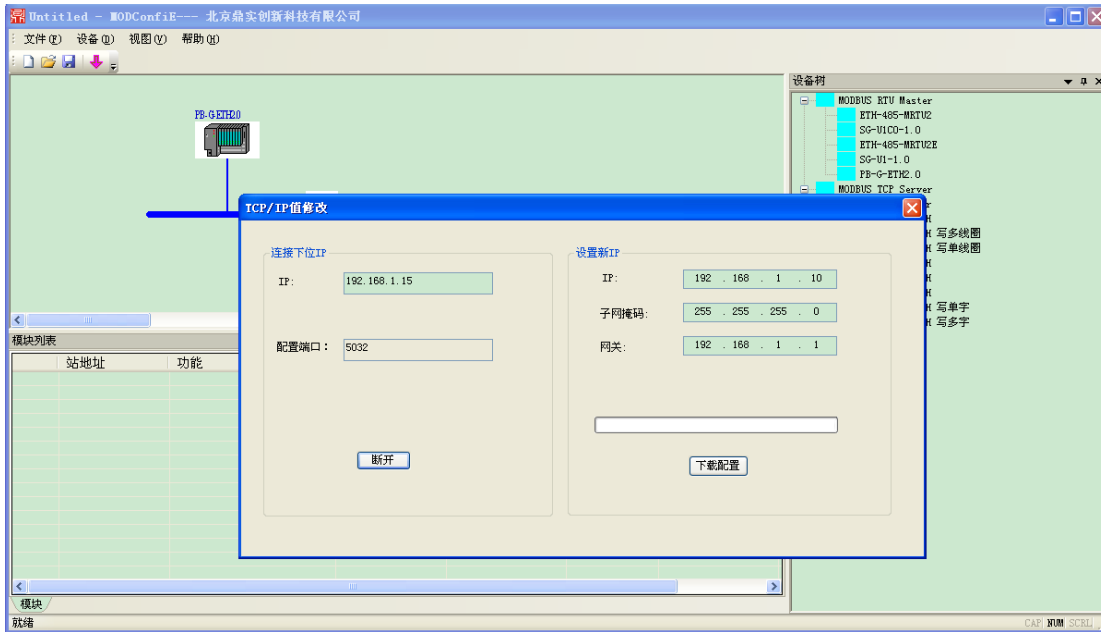 Untitled - MODConfiE--- 北京鼎实创新科技有限公司
文件(F) 设备(D) 视图(V) 帮助(H)
设备树
PB-G-ETH20
MODBUS RTU Master
ETH-485-MRTU2
SG-U1CO-1.0
ETH-485-MRTU2E
SG-U1-1.0
PB-G-ETH2.0
MODBUS TCP Server
H 写多线圈
H 写单线圈
H
H
H
H 写单字
H 写多字
TCP/IP值修改
连接下位IP
IP:
192.168.1.15
配置端口：
5032
断开
设置新IP
IP:
192 . 168 . 1 . 10
子网掩码:
255 . 255 . 255 . 0
网关:
192 . 168 . 1 . 1
下载配置
模块列表
站地址 功能
模块
就绪
CAP NUM SCRL